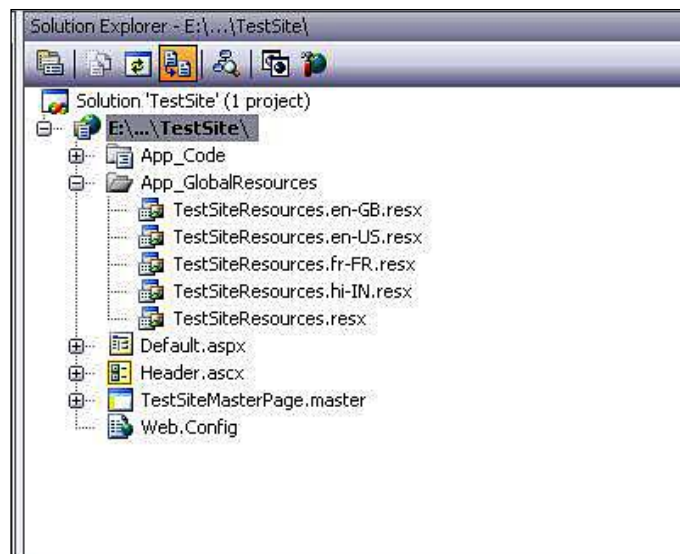 Solution Explorer - E:\...\TestSite\
Solution 'TestSite' (1 project)
E:\...\TestSite\
App_Code
App_GlobalResources
TestSiteResources.en-GB.resx
TestSiteResources.en-US.resx
TestSiteResources.fr-FR.resx
TestSiteResources.hi-IN.resx
TestSiteResources.resx
Default.aspx
Header.ascx
TestSiteMasterPage.master
Web.Config